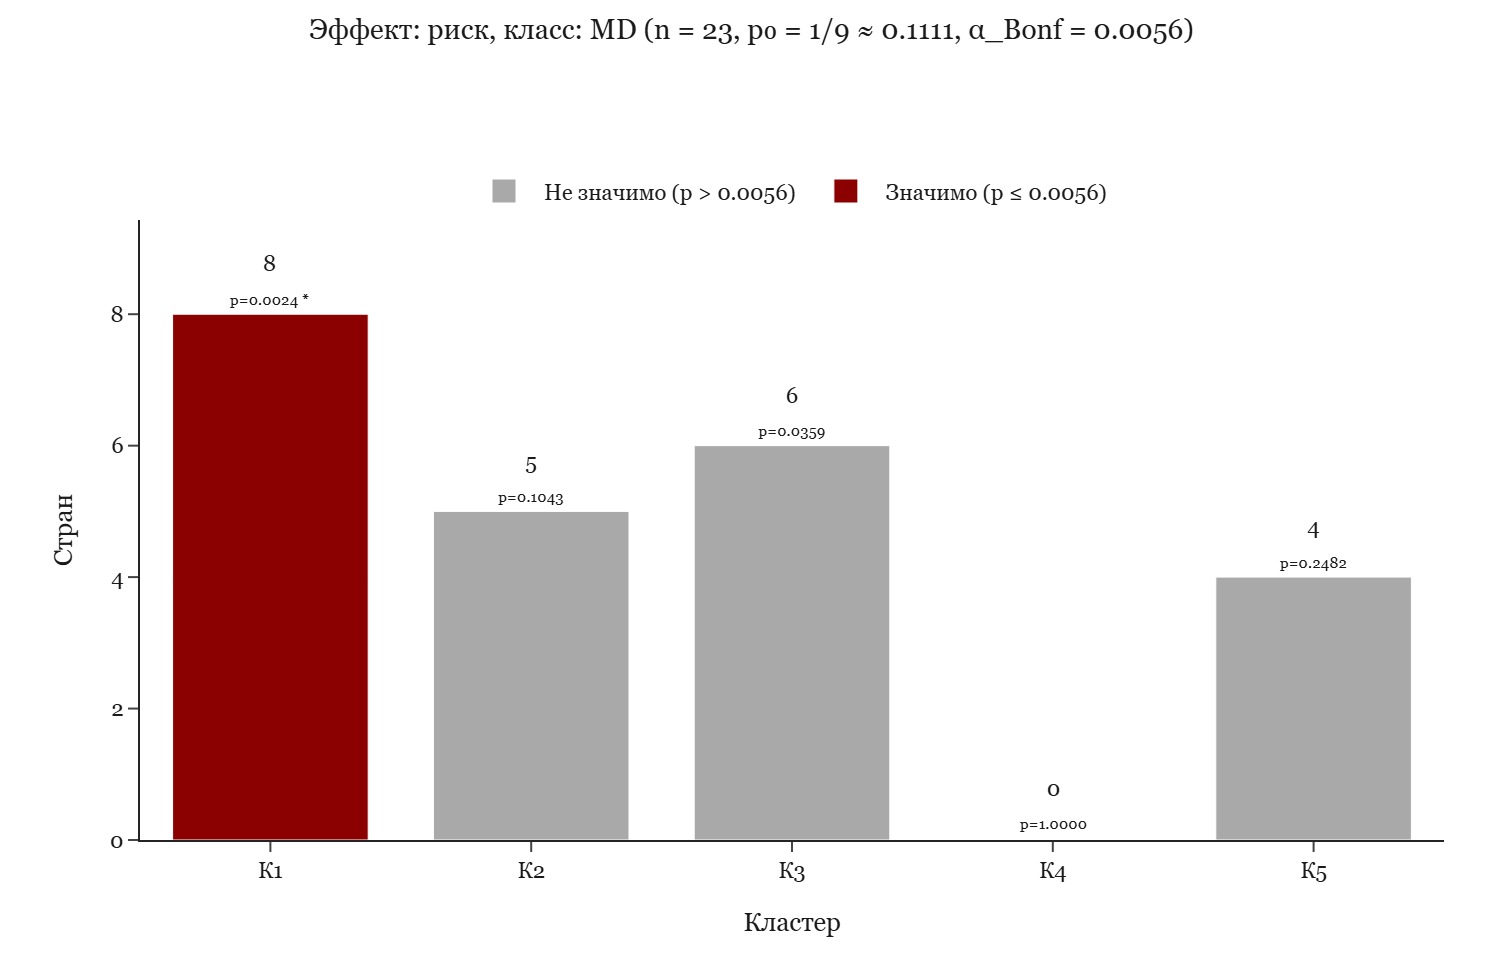 Эффект: риск, класс: MD (n = 23, p₀ = 1/9 ≈ 0.1111, α_Bonf = 0.0056)
Не значимо (p > 0.0056)
Значимо (p ≤ 0.0056)
8
p=0.0024 *
5
p=0.1043
6
p=0.0359
0
p=1.0000
4
p=0.2482
Стран
8
6
4
2
0
К1
К2
К3
К4
К5
Кластер